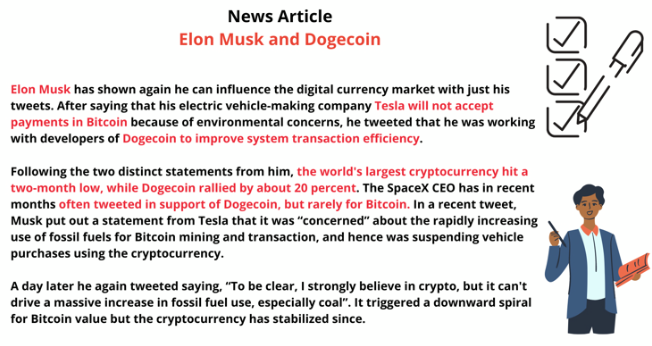 News Article
Elon Musk and Dogecoin
Elon Musk has shown again he can influence the digital currency market with just his
tweets. After saying that his electric vehicle-making company Tesla will not accept
payments in Bitcoin because of environmental concerns, he tweeted that he was working
with developers of Dogecoin to improve system transaction efficiency.
Following the two distinct statements from him, the world's largest cryptocurrency hit a
two-month low, while Dogecoin rallied by about 20 percent. The SpaceX CEO has in recent
months often tweeted in support of Dogecoin, but rarely for Bitcoin. In a recent tweet,
Musk put out a statement from Tesla that it was “concerned” about the rapidly increasing
use of fossil fuels for Bitcoin mining and transaction, and hence was suspending vehicle
purchases using the cryptocurrency.
A day later he again tweeted saying, “To be clear, I strongly believe in crypto, but it can't
drive a massive increase in fossil fuel use, especially coal”. It triggered a downward spiral
for Bitcoin value but the cryptocurrency has stabilized since.